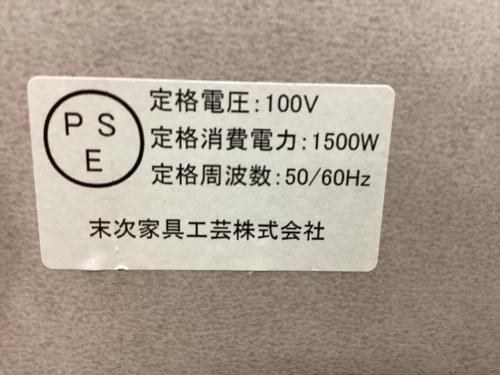 PS
E
定格電圧:100V
定格消費電力:1500W
定格周波数:50/60Hz
末次家具工芸株式会社